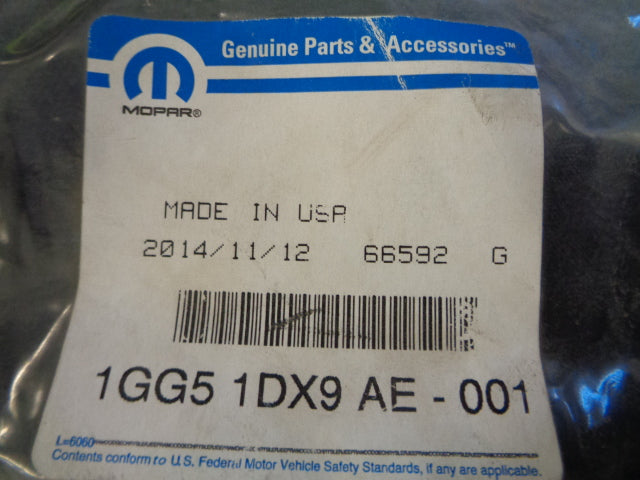 Genuine Parts & Accessories™
MOPAR®
MADE IN USA
2014/11/12 66592 G
1GG5 1DX9 AE - 001
L=6060
Contents conform to U.S. Federal Motor Vehicle Safety Standards, if any are applicable.